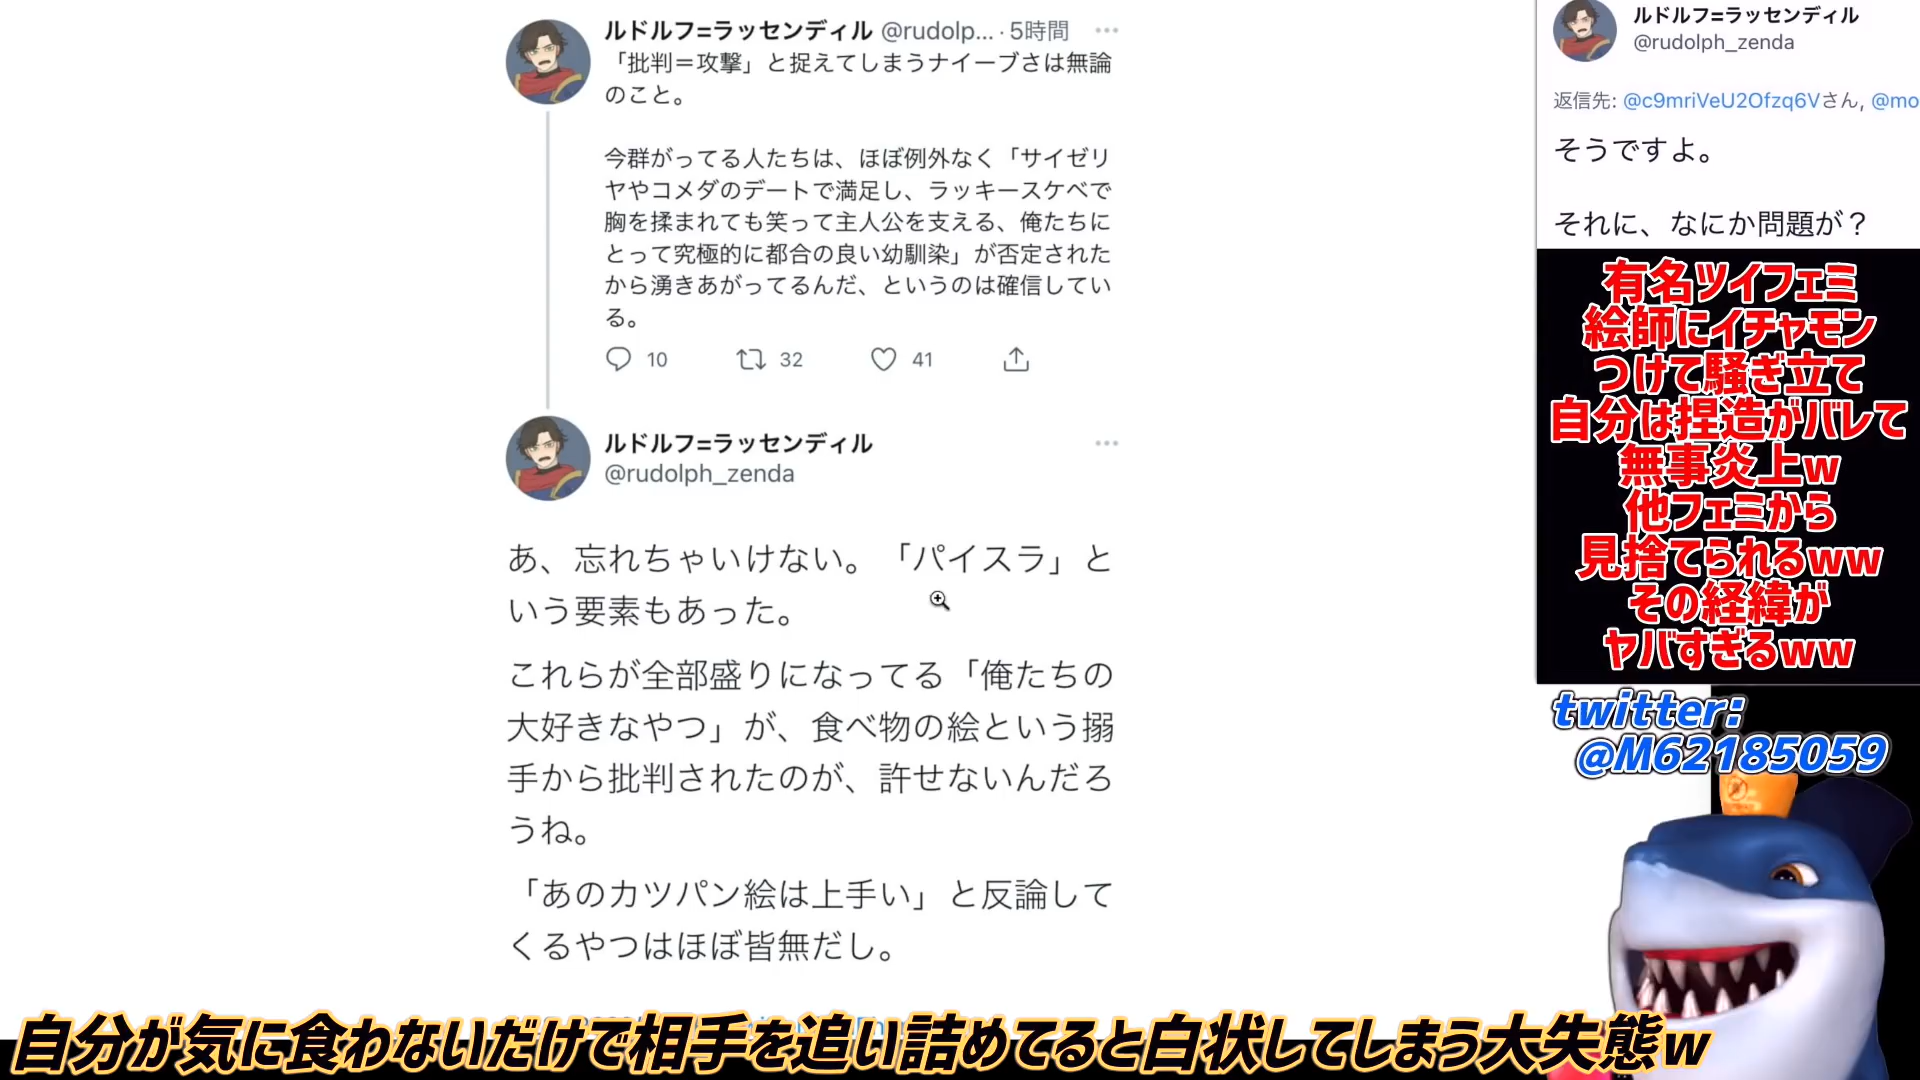 ルドルフ=ラッセンディル @rudolp... · 5時間
「批判＝攻撃」と捉えてしまうナイーブさは無論
のこと。
今群がってる人たちは、ほぼ例外なく「サイゼリ
ヤやコメダのデートで満足し、ラッキースケベで
胸を揉まれても笑って主人公を支える、俺たちに
とって究極的に都合の良い幼馴染」が否定された
から湧きあがってるんだ、というのは確信してい
る。
10 32 41
ルドルフ=ラッセンディル
@rudolph_zenda
あ、忘れちゃいけない。「パイスラ」と
いう要素もあった。
これらが全部盛りになってる「俺たちの
大好きなやつ」が、食べ物の絵という搦
手から批判されたのが、許せないんだろ
うね。
「あのカツパン絵は上手い」と反論して
くるやつはほぼ皆無だし。
ルドルフ=ラッセンディル
@rudolph_zenda
返信先: @c9mriVeU2Ofzq6Vさん, @mo
そうですよ。
それに、なにか問題が？
有名ツイフェミ
絵師にイチャモン
つけて騒ぎ立て
自分は捏造がバレて
無事炎上w
他フェミから
見捨てられるww
その経緯が
ヤバすぎるww
twitter:
@M62185059
自分が気に食わないだけで相手を追い詰めてると白状してしまう大失態w